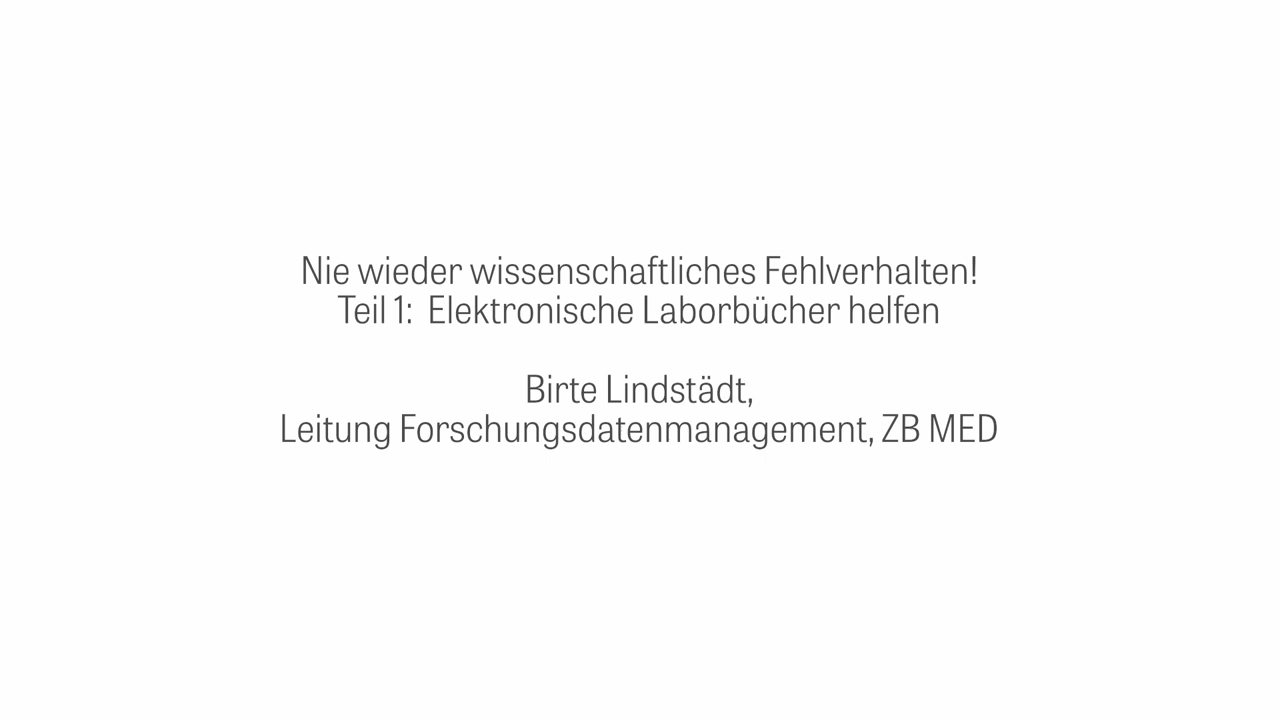 Nie wieder wissenschaftliches Fehlverhalten!
Teil 1: Elektronische Laborbücher helfen
Birte Lindstädt,
Leitung Forschungsdatenmanagement, ZB MED